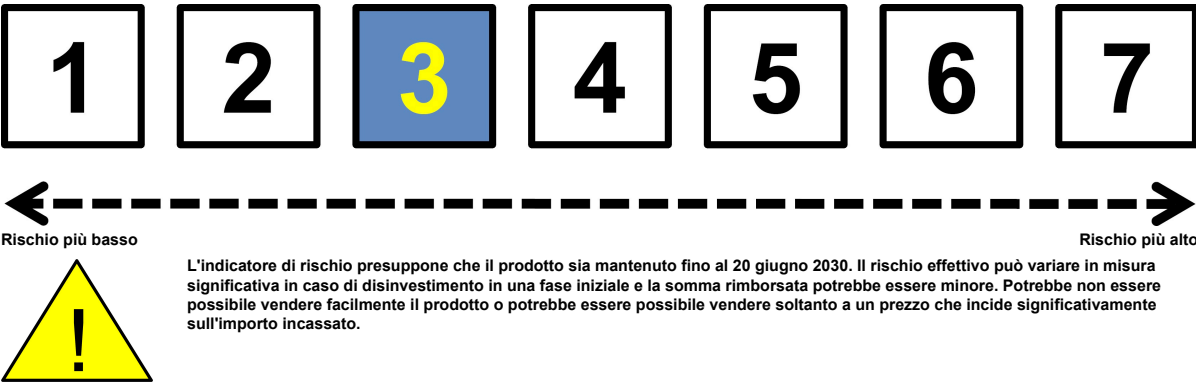 1 2 3 4 5 6 7
Rischio più basso Rischio più alto
L'indicatore di rischio presuppone che il prodotto sia mantenuto fino al 20 giugno 2030. Il rischio effettivo può variare in misura
significativa in caso di disinvestimento in una fase iniziale e la somma rimborsata potrebbe essere minore. Potrebbe non essere
possibile vendere facilmente il prodotto o potrebbe essere possibile vendere soltanto a un prezzo che incide significativamente
sull'importo incassato.
!